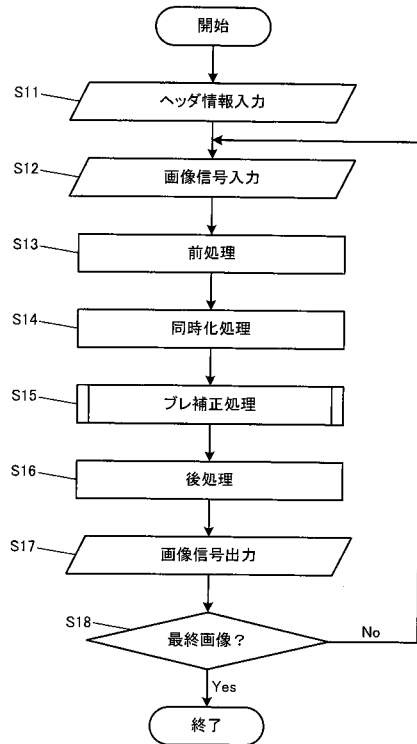 開始
S11
ヘッダ情報入力
S12
画像信号入力
S13
前処理
S14
同時化処理
S15
ブレ補正処理
S16
後処理
S17
画像信号出力
S18
最終画像？
No
Yes
終了